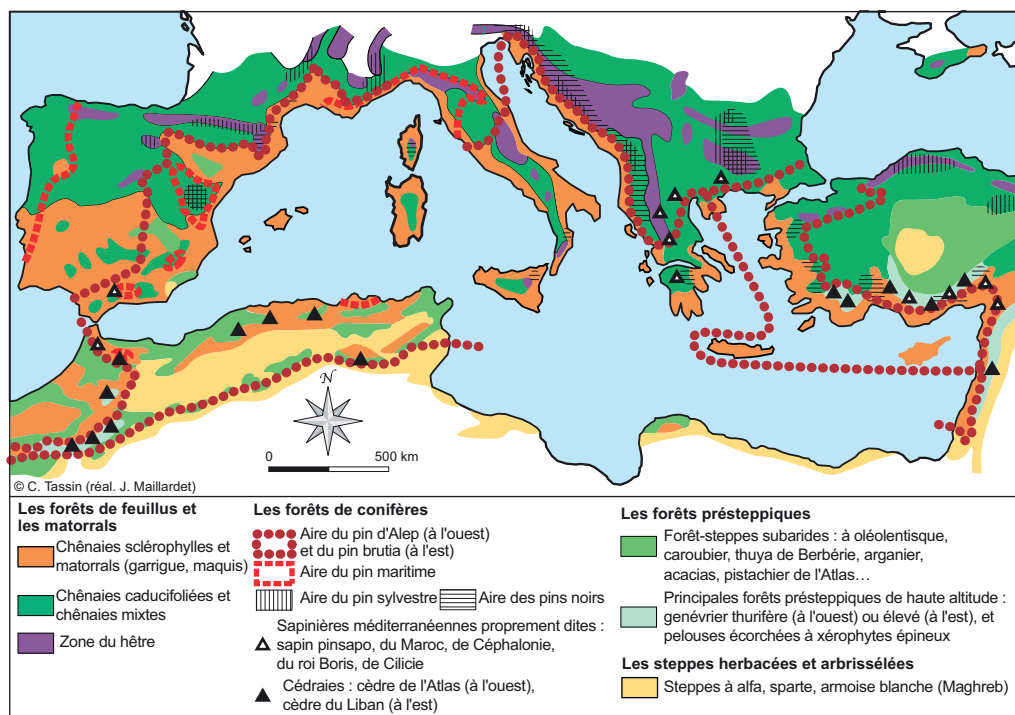 N
0 500 km
© C. Tassin (réal. J. Maillardet)
Les forêts de feuillus et
les matorrals
Chênaies sclérophylles et
matorrals (garrigue, maquis)
Chênaies caducifoliées et
chênaies mixtes
Zone du hêtre
Les forêts de conifères
Aire du pin d'Alep (à l'ouest)
et du pin brutia (à l'est)
Aire du pin maritime
Aire du pin sylvestre Aire des pins noirs
Sapinières méditerranéennes proprement dites :
sapin pinsapo, du Maroc, de Céphalonie,
du roi Boris, de Cilicie
Cédraies : cèdre de l'Atlas (à l'ouest),
cèdre du Liban (à l'est)
Les forêts présteppiques
Forêt-steppes subarides : à oléolentisque,
caroubier, thuya de Berbérie, arganier,
acacias, pistachier de l'Atlas...
Principales forêts présteppiques de haute altitude :
genévrier thurifère (à l'ouest) ou élevé (à l'est), et
pelouses écorchées à xérophytes épineux
Les steppes herbacées et arbrissélées
Steppes à alfa, sparte, armoise blanche (Maghreb)